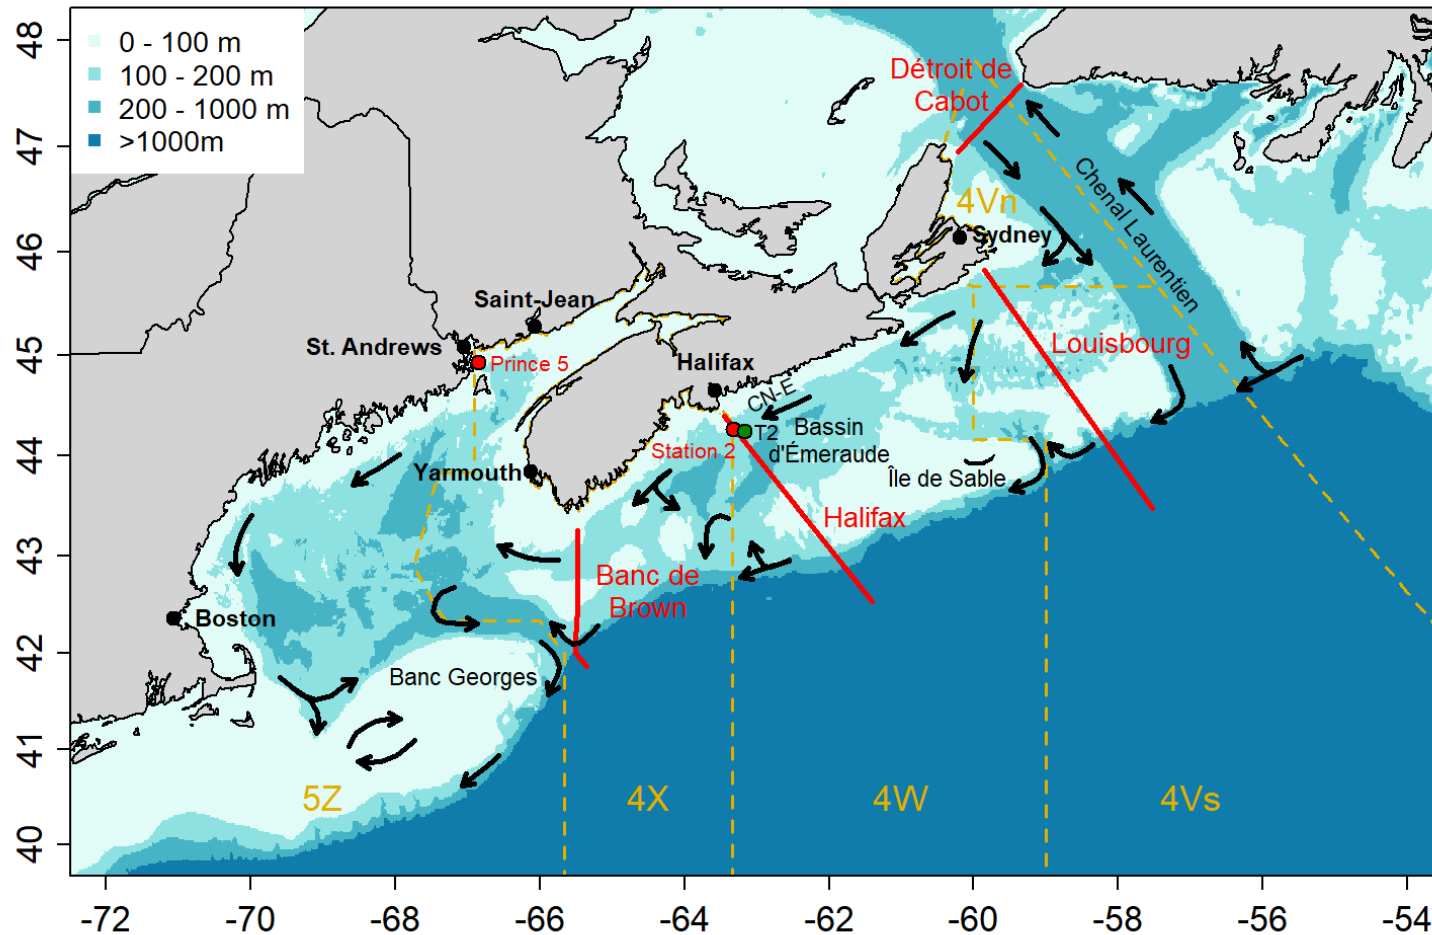 0 - 100 m
100 - 200 m
200 - 1000 m
>1000m
Détroit de
Cabot
Chenal Laurentien
4Vn
Sydney
Saint-Jean
St. Andrews
Prince 5
Halifax
Louisbourg
CN-E
T2
Bassin
d'Émeraude
Station 2
Yarmouth
Île de Sable
Halifax
Banc de
Brown
Boston
Banc Georges
5Z
4X
4W
4Vs
48
47
46
45
44
43
42
41
40
-72
-70
-68
-66
-64
-62
-60
-58
-56
-54